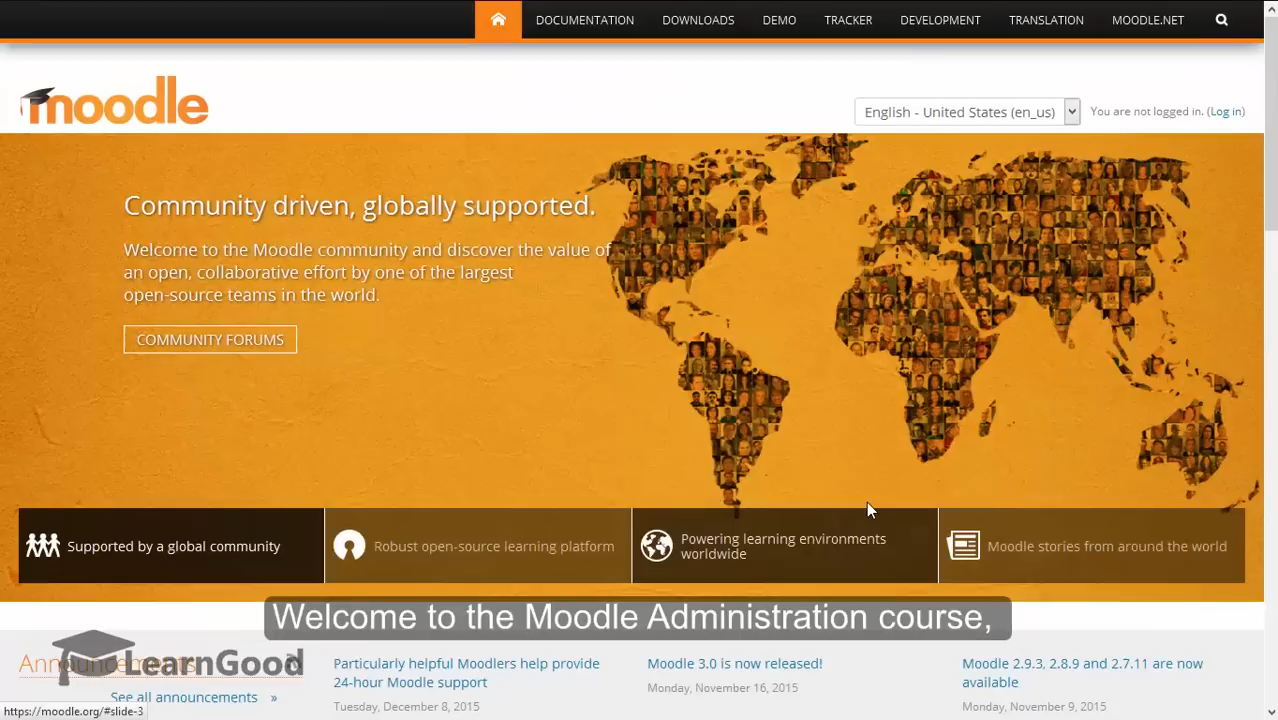 DOCUMENTATION DOWNLOADS DEMO TRACKER DEVELOPMENT TRANSLATION MOODLE.NET
moodle
English - United States (en_us)
You are not logged in. (Log in)
Community driven, globally supported.
Welcome to the Moodle community and discover the value of
an open, collaborative effort by one of the largest
open-source teams in the world.
COMMUNITY FORUMS
Supported by a global community
Robust open-source learning platform
Powering learning environments
worldwide
Moodle stories from around the world
Welcome to the Moodle Administration course,
Announcements
LearnGood
See all announcements »
Particularly helpful Moodlers help provide
24-hour Moodle support
Tuesday, December 8, 2015
Moodle 3.0 is now released!
Monday, November 16, 2015
Moodle 2.9.3, 2.8.9 and 2.7.11 are now
available
Monday, November 9, 2015
https://moodle.org/#slide-3